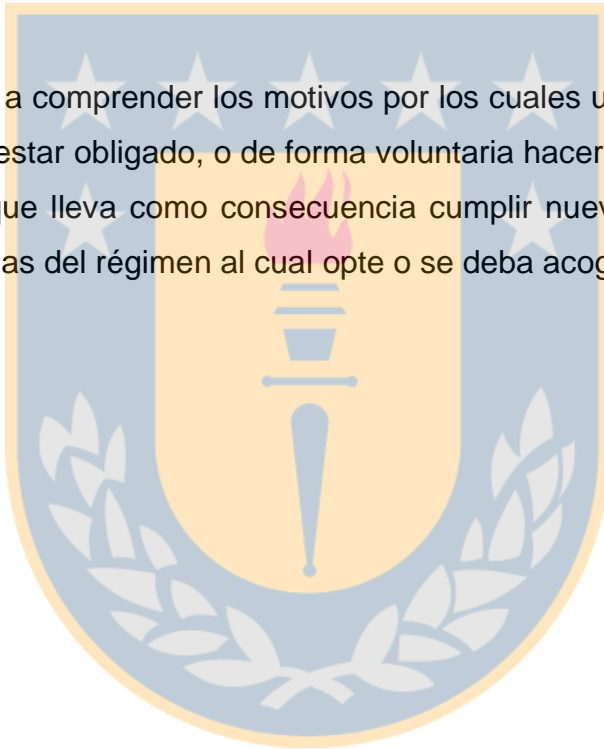 a comprender los motivos por los cuales u
estar obligado, o de forma voluntaria hacer
gue lleva como consecuencia cumplir nuev
as del régimen al cual opte o se deba acog